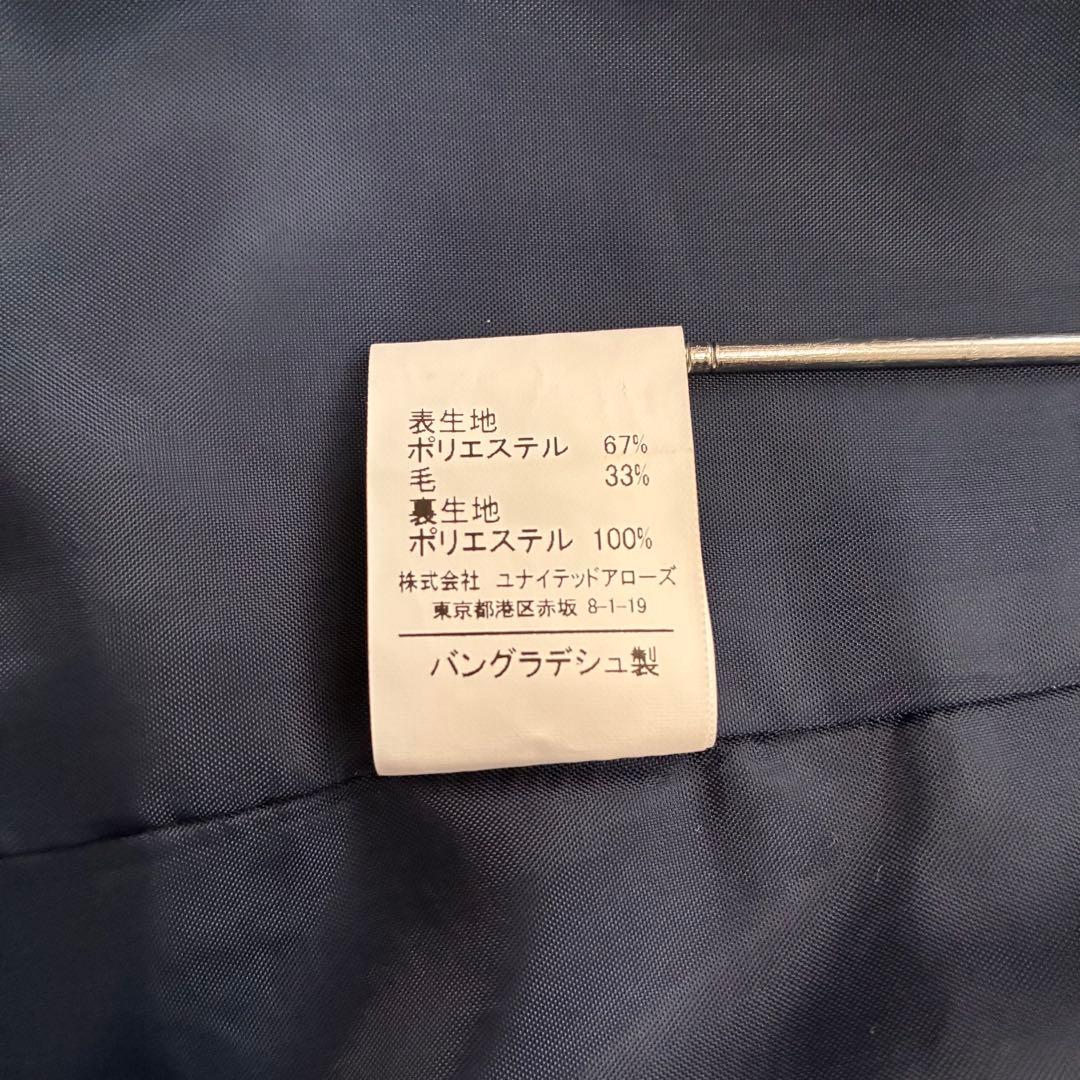 表生地
ポリエステル 67%
毛 33%
裏生地
ポリエステル 100%
株式会社 ユナイテッドアローズ
東京都港区赤坂 8-1-19
バングラデシュ製